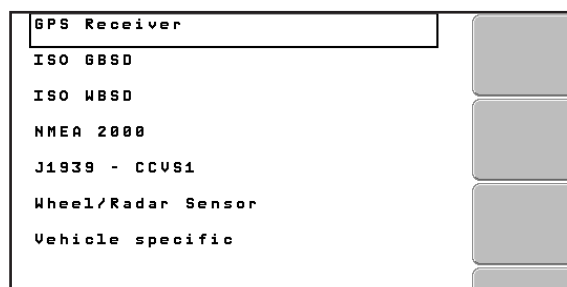 GPS Receiver
ISO GBSD
ISO WBSD
NMEA 2000
J1939 - CCVS1
Wheel/Radar Sensor
Vehicle specific